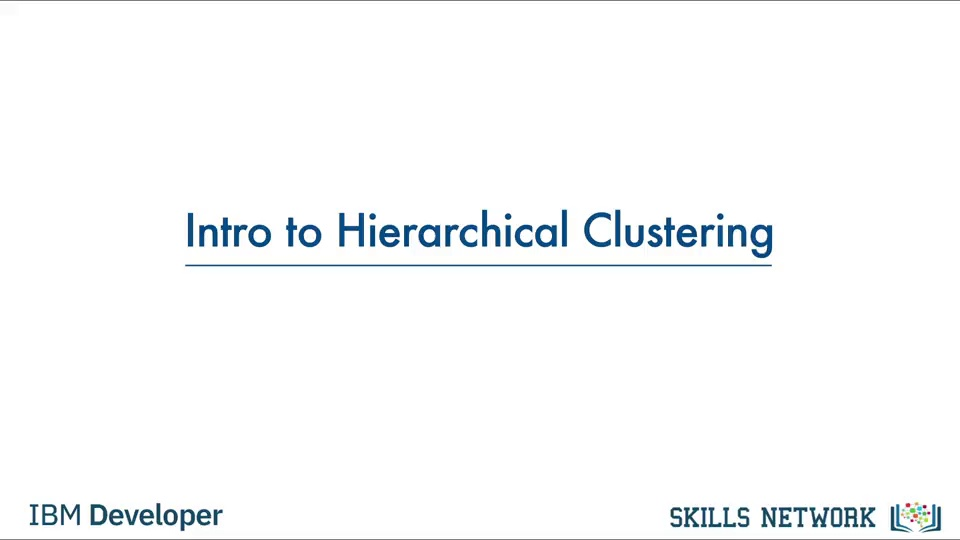 Intro to Hierarchical Clustering
IBM Developer
SKILLS NETWORK